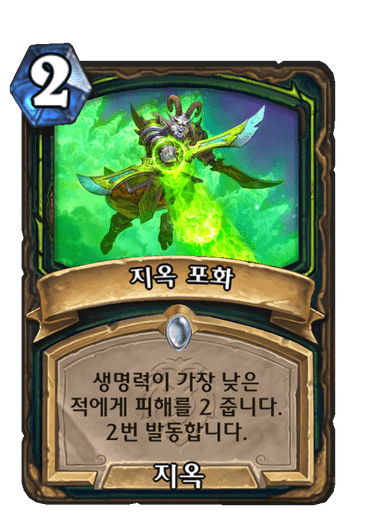 2
지옥 포화
생명력이 가장 낮은
적에게 피해를 2 줍니다.
2번 발동합니다.
지옥